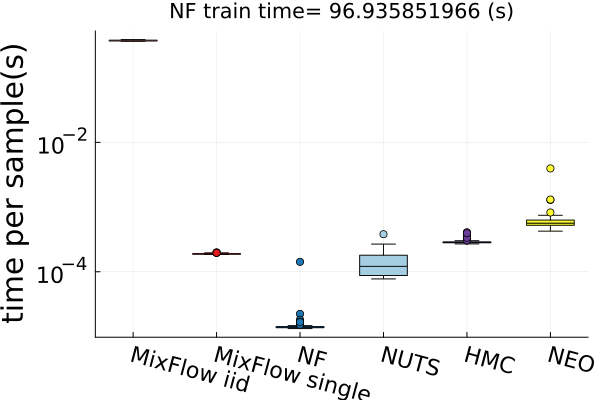 NF train time= 96.935851966 (s)
time per sample(s)
10⁻²
10⁻⁴
MixFlow iid
MixFlow single
NF
NUTS
HMC
NEO